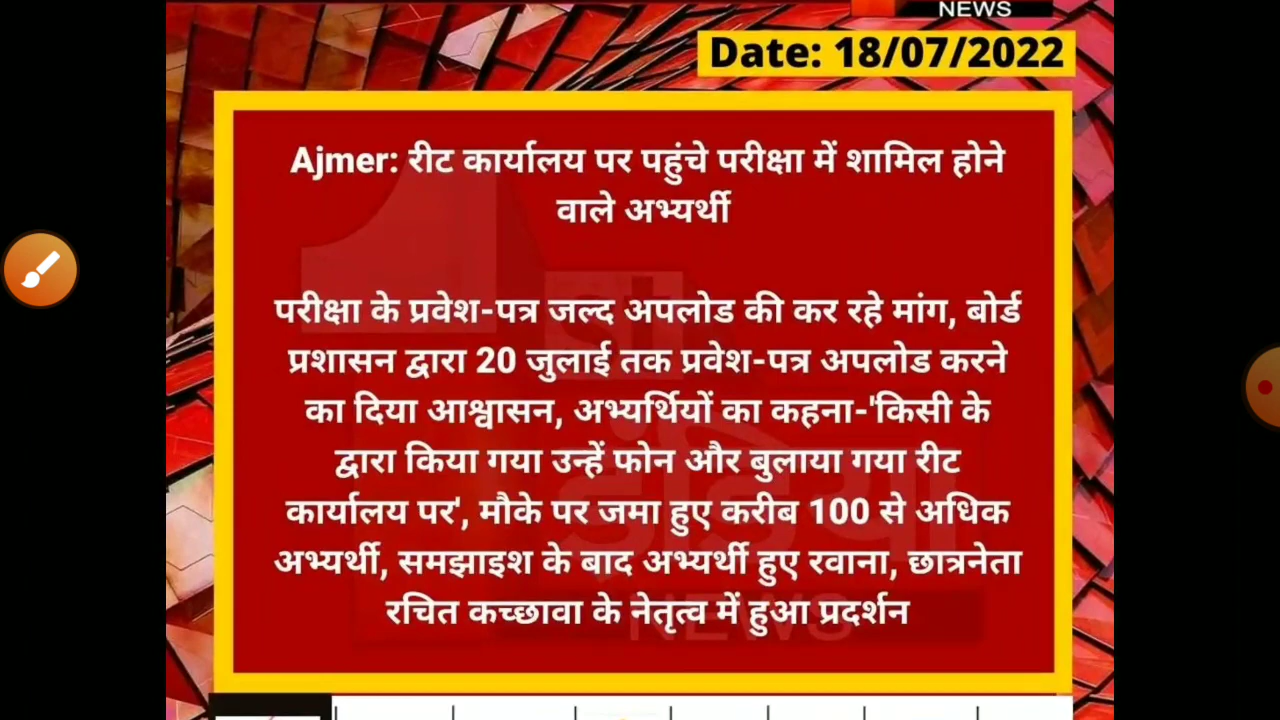 NEWS
Date: 18/07/2022
Ajmer: रीट कार्यालय पर पहुंचे परीक्षा में शामिल होने
वाले अभ्यर्थी
परीक्षा के प्रवेश-पत्र जल्द अपलोड की कर रहे मांग, बोर्ड
प्रशासन द्वारा 20 जुलाई तक प्रवेश-पत्र अपलोड करने
का दिया आश्वासन, अभ्यर्थियों का कहना-'किसी के
द्वारा किया गया उन्हें फोन और बुलाया गया रीट
कार्यालय पर', मौके पर जमा हुए करीब 100 से अधिक
अभ्यर्थी, समझाइश के बाद अभ्यर्थी हुए रवाना, छात्रनेता
रचित कच्छावा के नेतृत्व में हुआ प्रदर्शन
NEWS